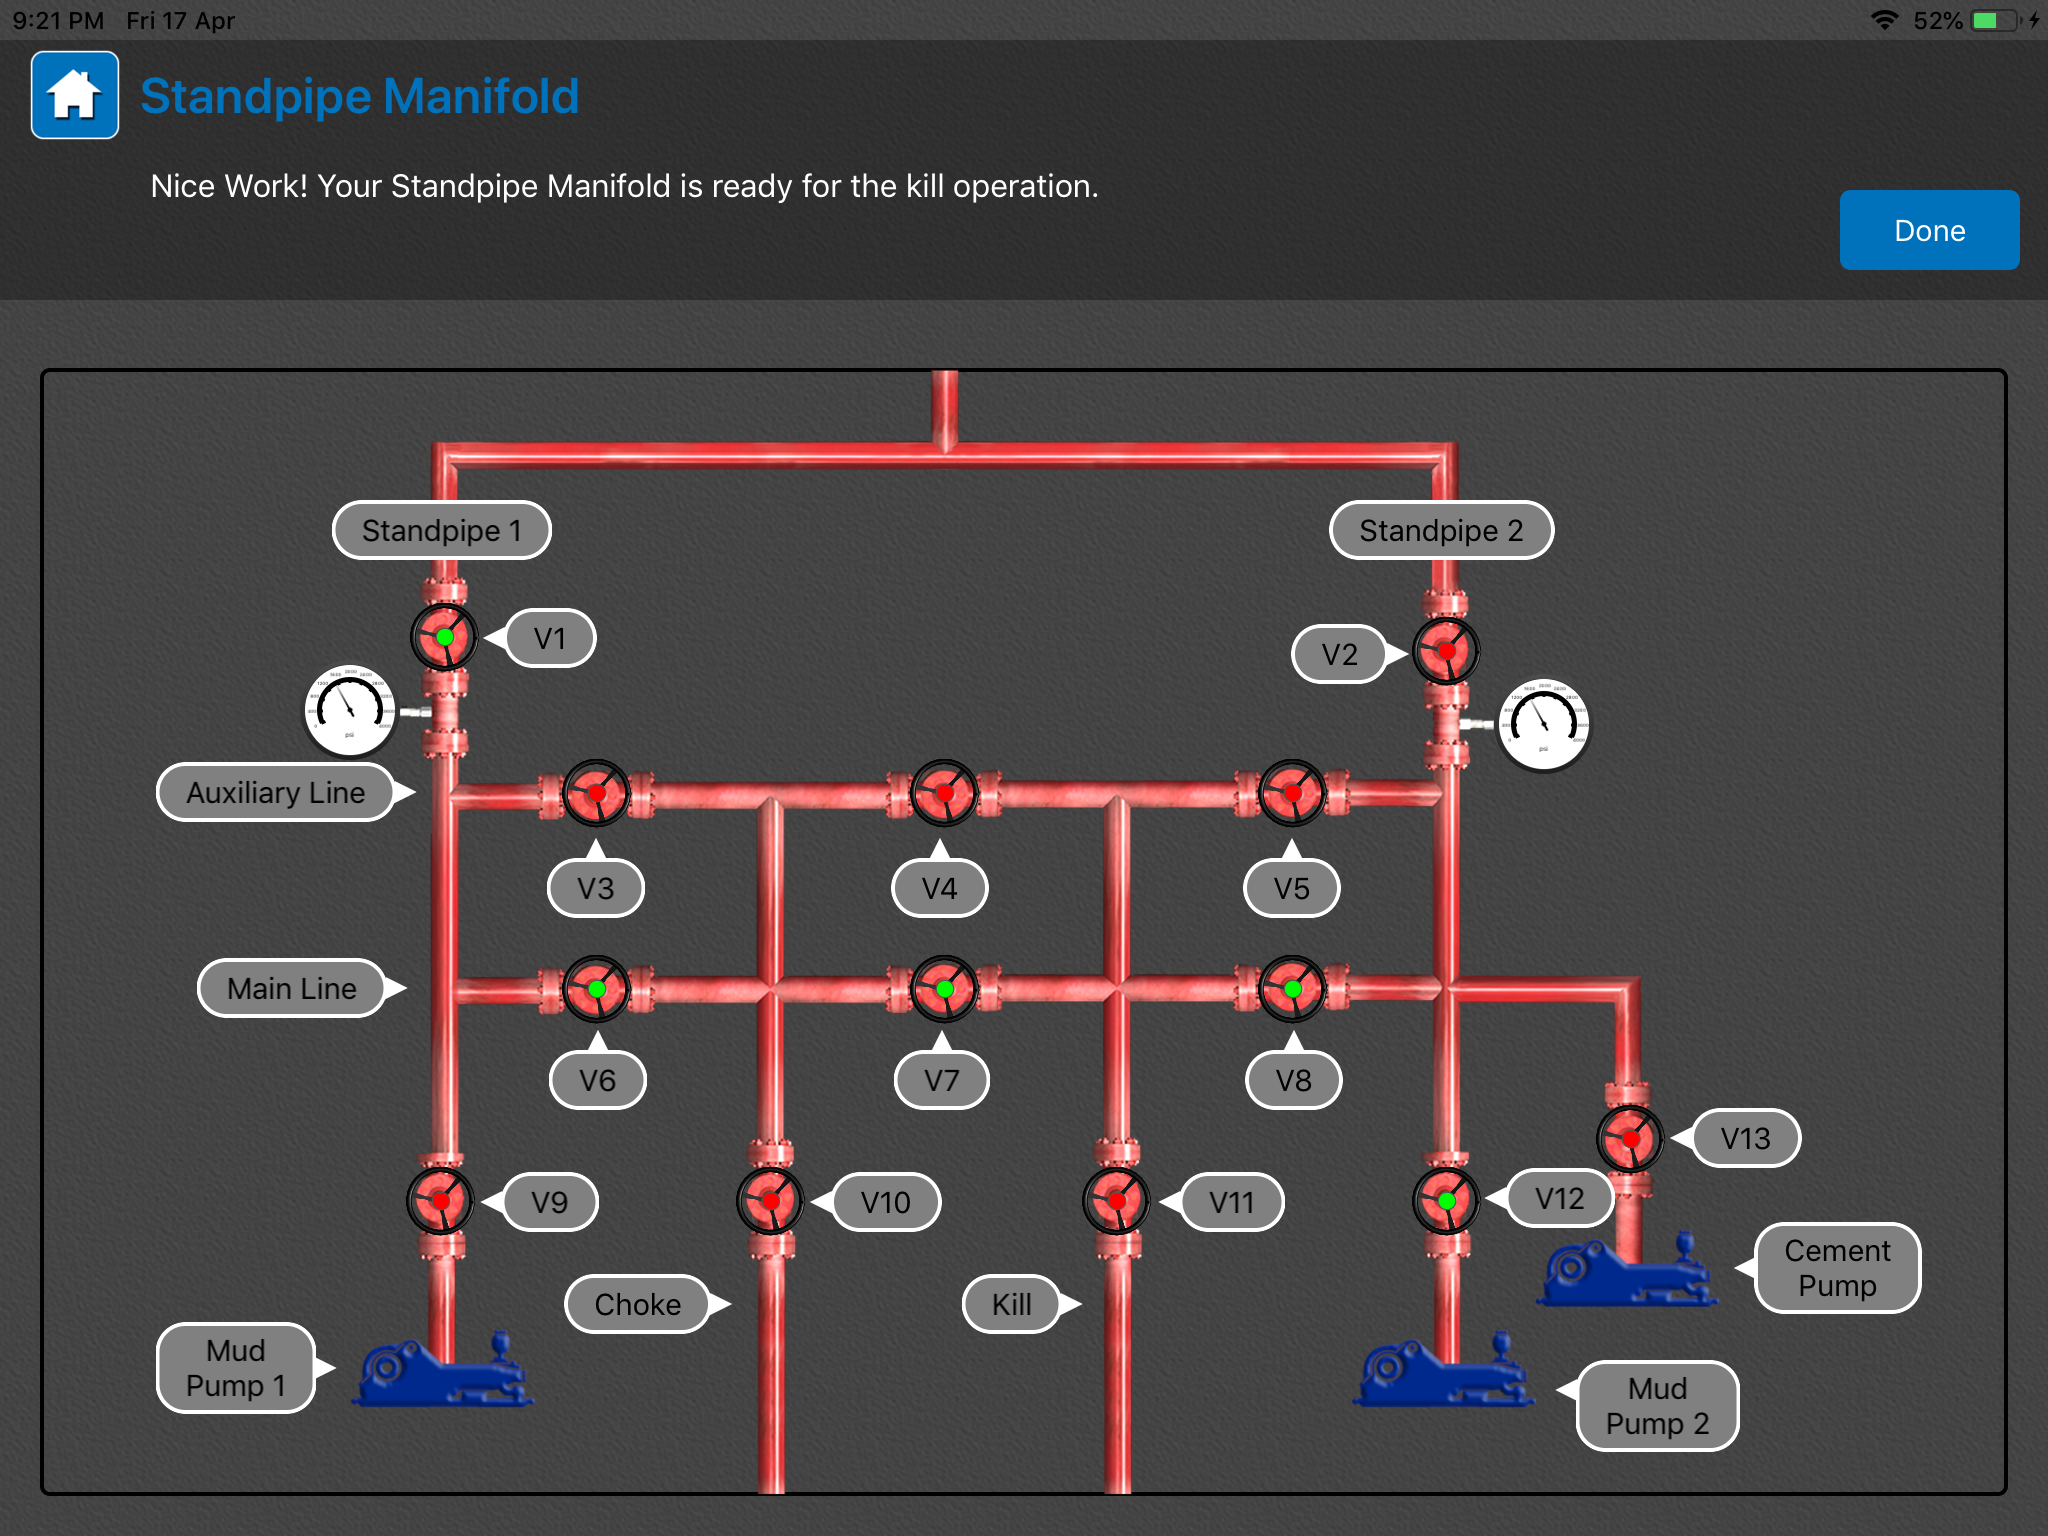 9:21 PM Fri 17 Apr
52%
Standpipe Manifold
Nice Work! Your Standpipe Manifold is ready for the kill operation.
Done
Standpipe 1
Standpipe 2
V1
V2
psi
psi
Auxiliary Line
V3
V4
V5
Main Line
V6
V7
V8
V13
V9
V10
V11
V12
Cement
Pump
Choke
Kill
Mud
Pump 1
Mud
Pump 2